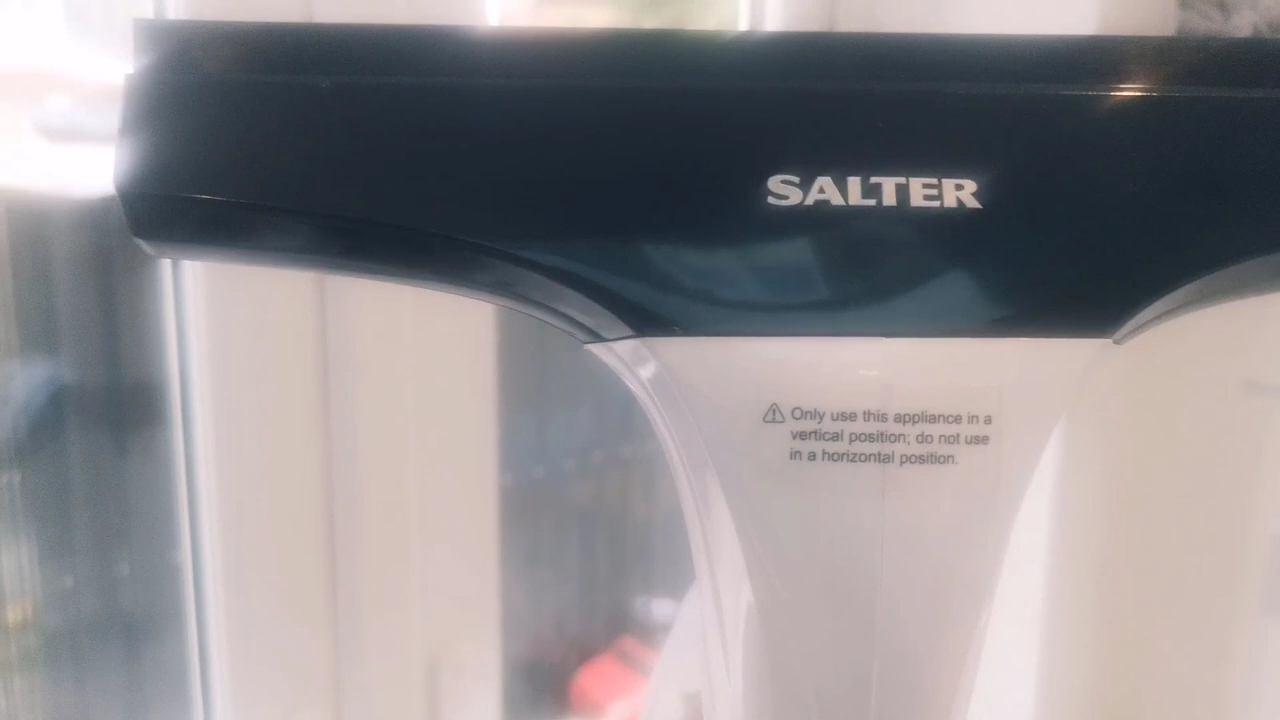 SALTER
Only use this appliance in a
vertical position; do not use
in a horizontal position.